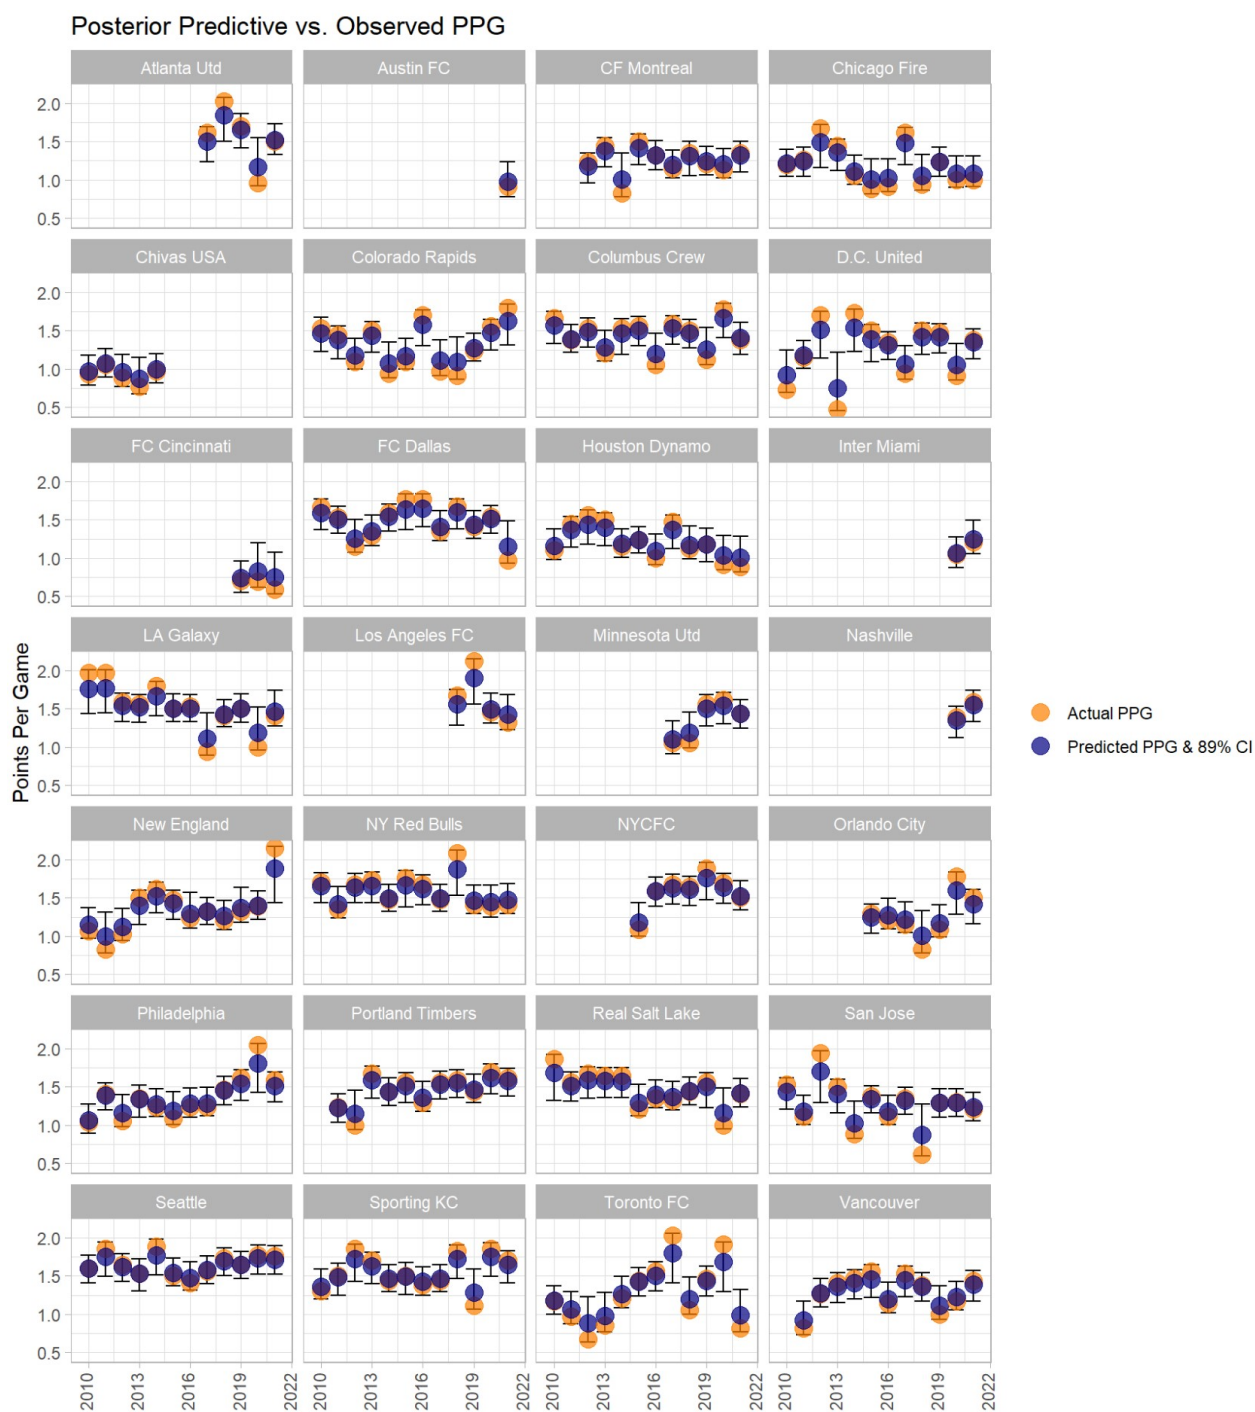 Posterior Predictive vs. Observed PPG
Atlanta Utd
Austin FC
CF Montreal
Chicago Fire
2.0
1.5
1.0
0.5
Chivas USA
Colorado Rapids
Columbus Crew
D.C. United
2.0
1.5
1.0
0.5
FC Cincinnati
FC Dallas
Houston Dynamo
Inter Miami
2.0
1.5
1.0
0.5
LA Galaxy
Los Angeles FC
Minnesota Utd
Nashville
2.0
1.5
1.0
0.5
Points Per Game
Actual PPG
Predicted PPG & 89% CI
New England
NY Red Bulls
NYCFC
Orlando City
2.0
1.5
1.0
0.5
Philadelphia
Portland Timbers
Real Salt Lake
San Jose
2.0
1.5
1.0
0.5
Seattle
Sporting KC
Toronto FC
Vancouver
2.0
1.5
1.0
0.5
2010
2013
2016
2019
2022
2010
2013
2016
2019
2022
2010
2013
2016
2019
2022
2010
2013
2016
2019
2022